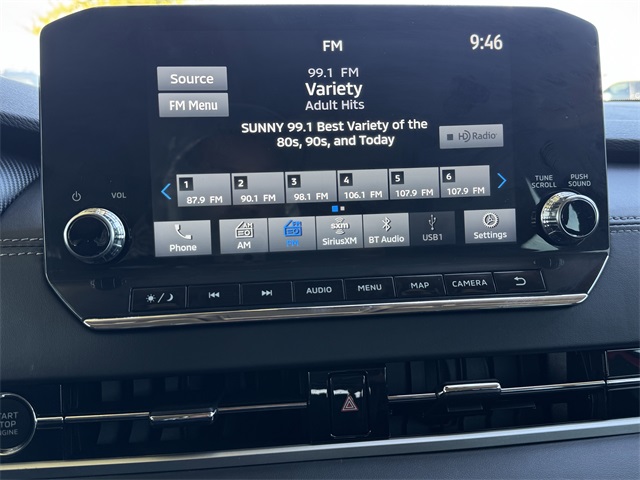 FM
9:46
Source
FM Menu
99.1 FM
Variety
Adult Hits
SUNNY 99.1 Best Variety of the
80s, 90s, and Today
HD Radio
1 2 3 4 5 6
87.9 FM 90.1 FM 98.1 FM 106.1 FM 107.9 FM 107.9 FM
VOL
TUNE
SCROLL
PUSH
SOUND
Phone
AM
FM
sxm
SiriusXM
BT Audio
USB1
Settings
AUDIO
MENU
MAP
CAMERA
START
STOP
ENGINE